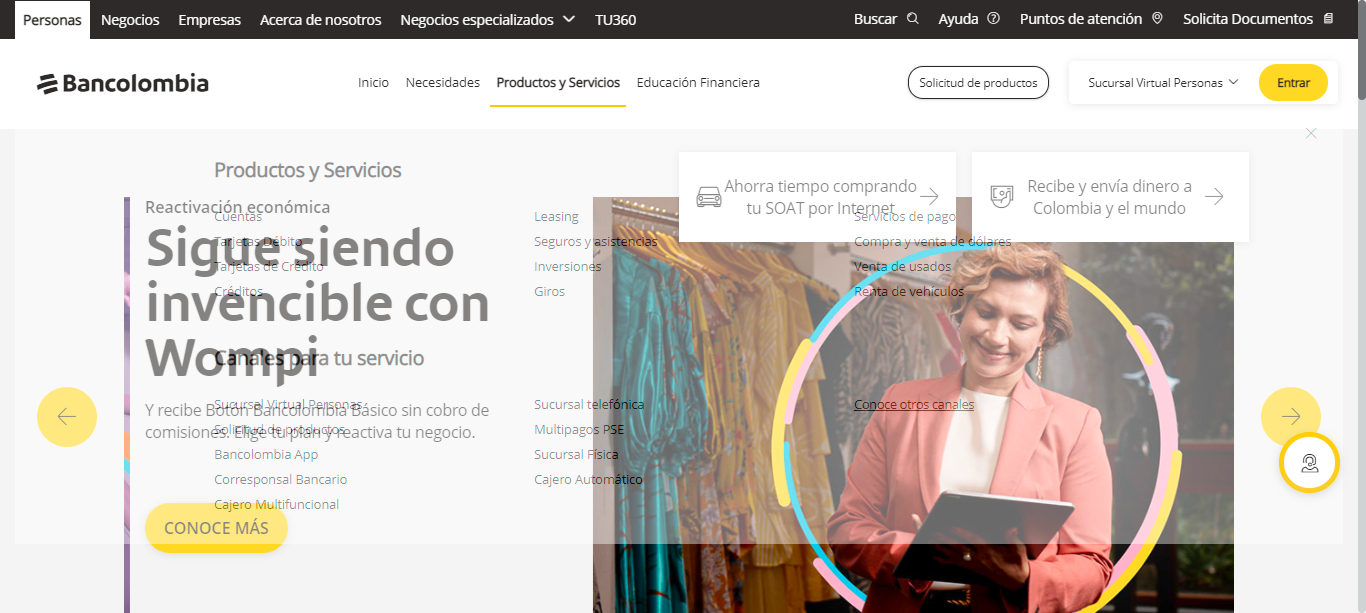 Personas Negocios Empresas Acerca de nosotros Negocios especializados TU360 Buscar Ayuda Puntos de atención Solicita Documentos
Bancolombia Inicio Necesidades Productos y Servicios Educación Financiera Solicitud de productos Sucursal Virtual Personas Entrar
Productos y Servicios
Ahorra tiempo comprando
tu SOAT por Internet
Recibe y envía dinero a
Colombia y el mundo
Reactivación económica
Sigue siendo
invencible con
Wompi
Y recibe Botón Bancolombia Básico sin cobro de
comisiones. Elige tu plan y reactiva tu negocio.
CONOCE MÁS
Cuentas
Tarjetas Débito
Tarjetas de Crédito
Créditos
Leasing
Seguros y asistencias
Inversiones
Giros
Servicios de pago
Compra y venta de dólares
Venta de usados
Renta de vehículos
Canales para tu servicio
Sucursal Virtual Personas
Solicitud de productos
Bancolombia App
Corresponsal Bancario
Cajero Multifuncional
Sucursal telefónica
Multipagos PSE
Sucursal Física
Cajero Automático
Conoce otros canales